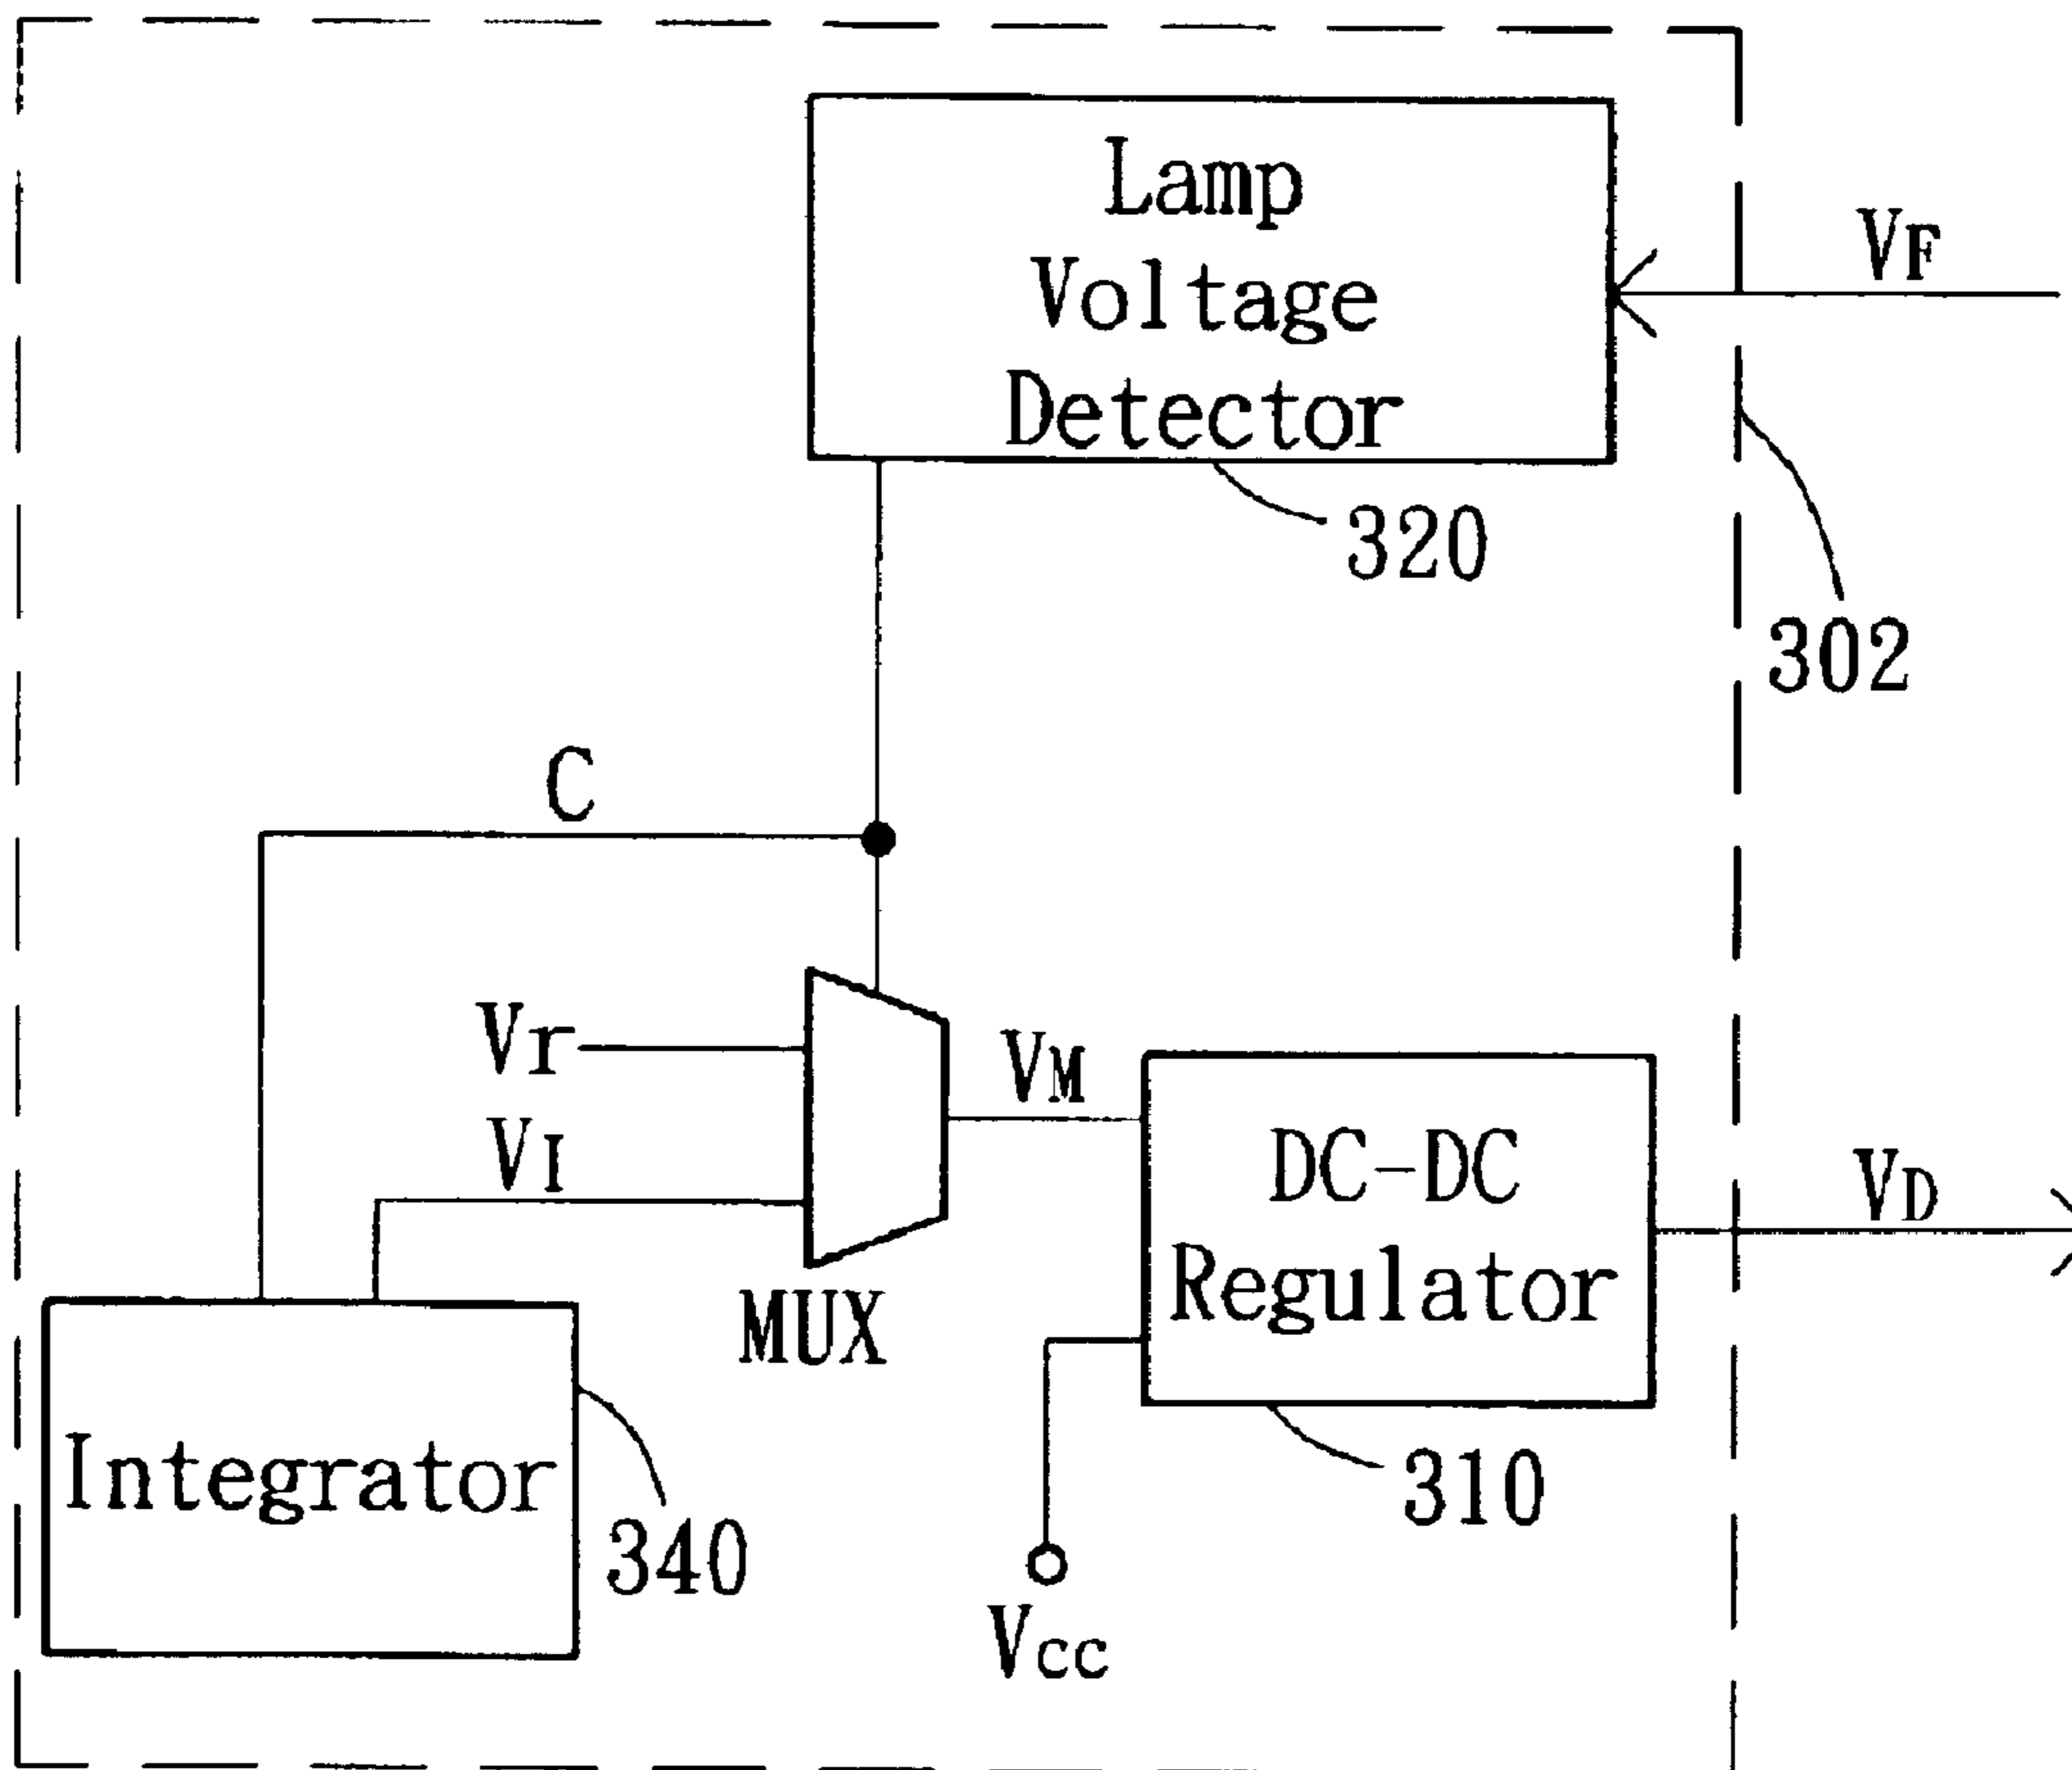 Lamp
Voltage
Detector
VF
320
302
C
Vr
VI
VM
MUX
DC-DC
Regulator
VD
310
Integrator
340
Vcc